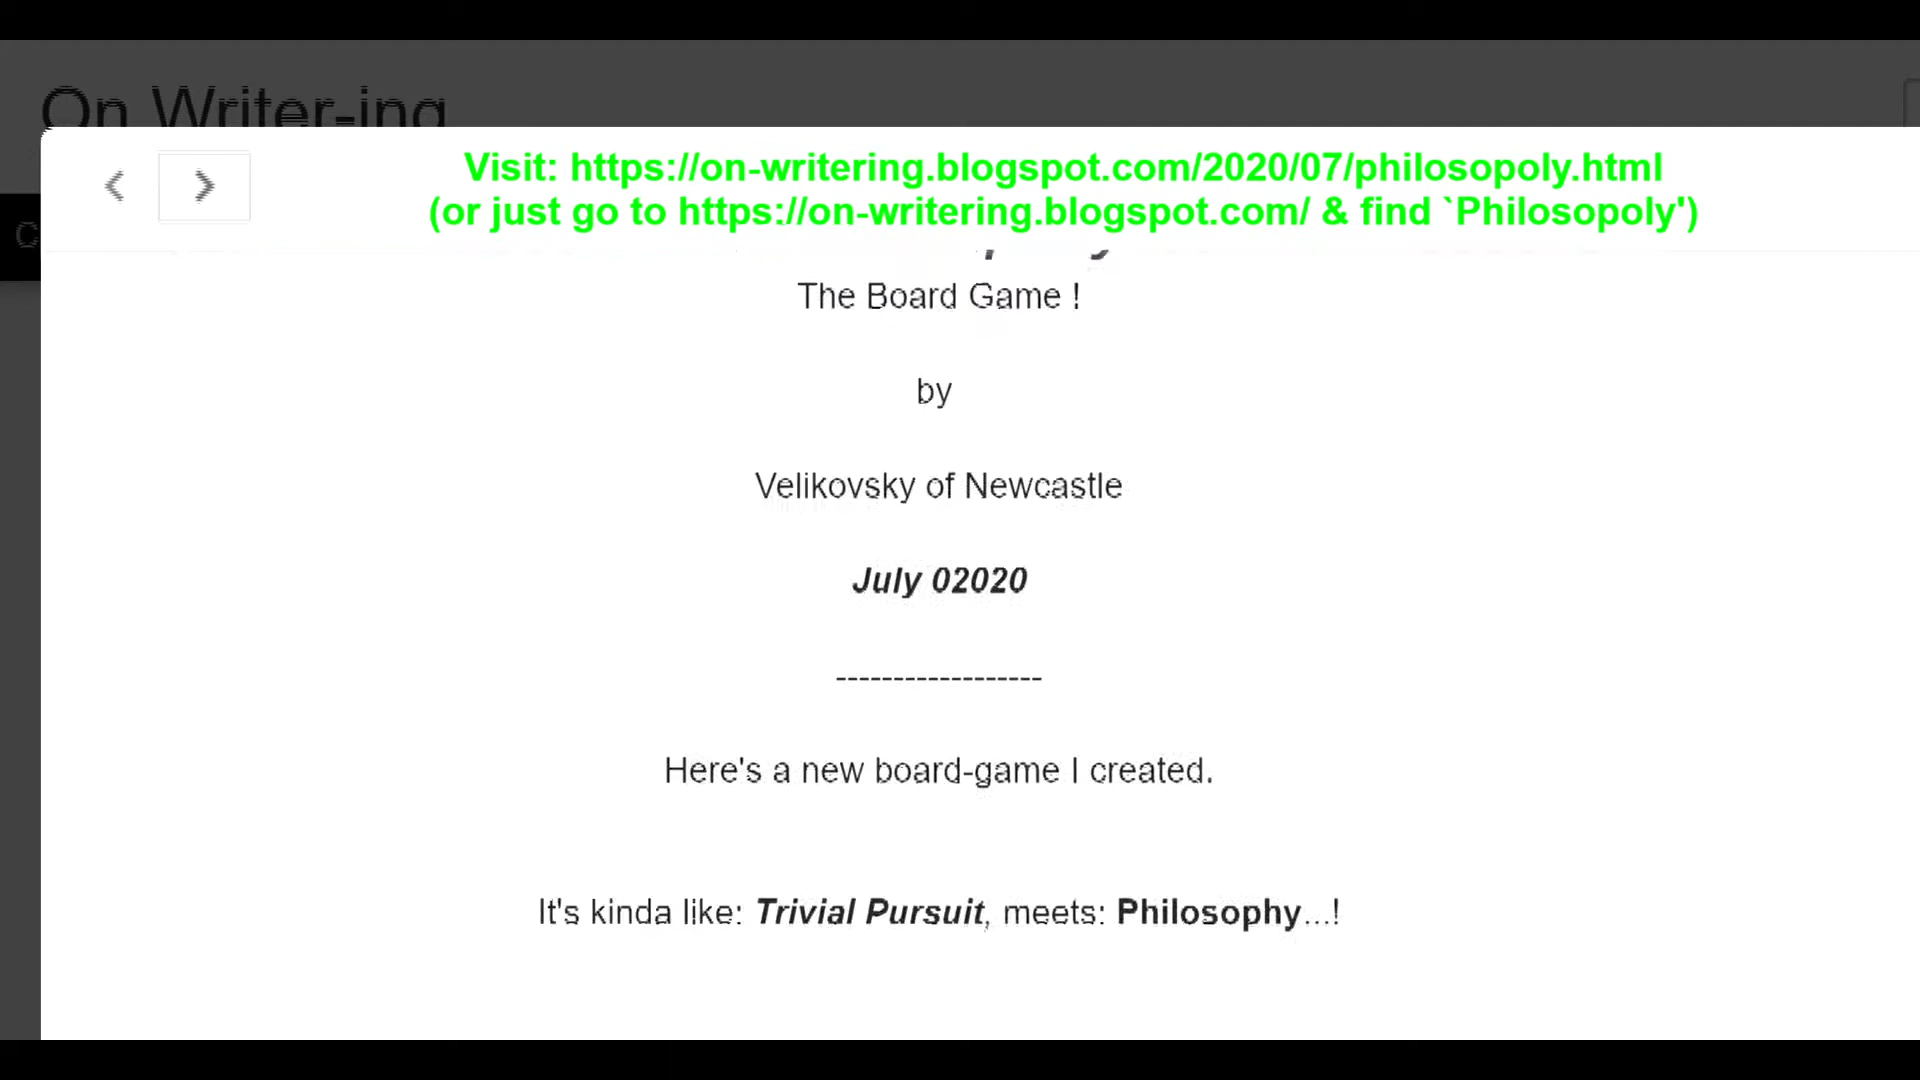 On Writer-ing
Visit: https://on-writering.blogspot.com/2020/07/philosopoly.html
(or just go to https://on-writering.blogspot.com/ & find `Philosopoly')
The Board Game !
by
Velikovsky of Newcastle
July 02020
------------------
Here's a new board-game I created.
It's kinda like: Trivial Pursuit, meets: Philosophy...!